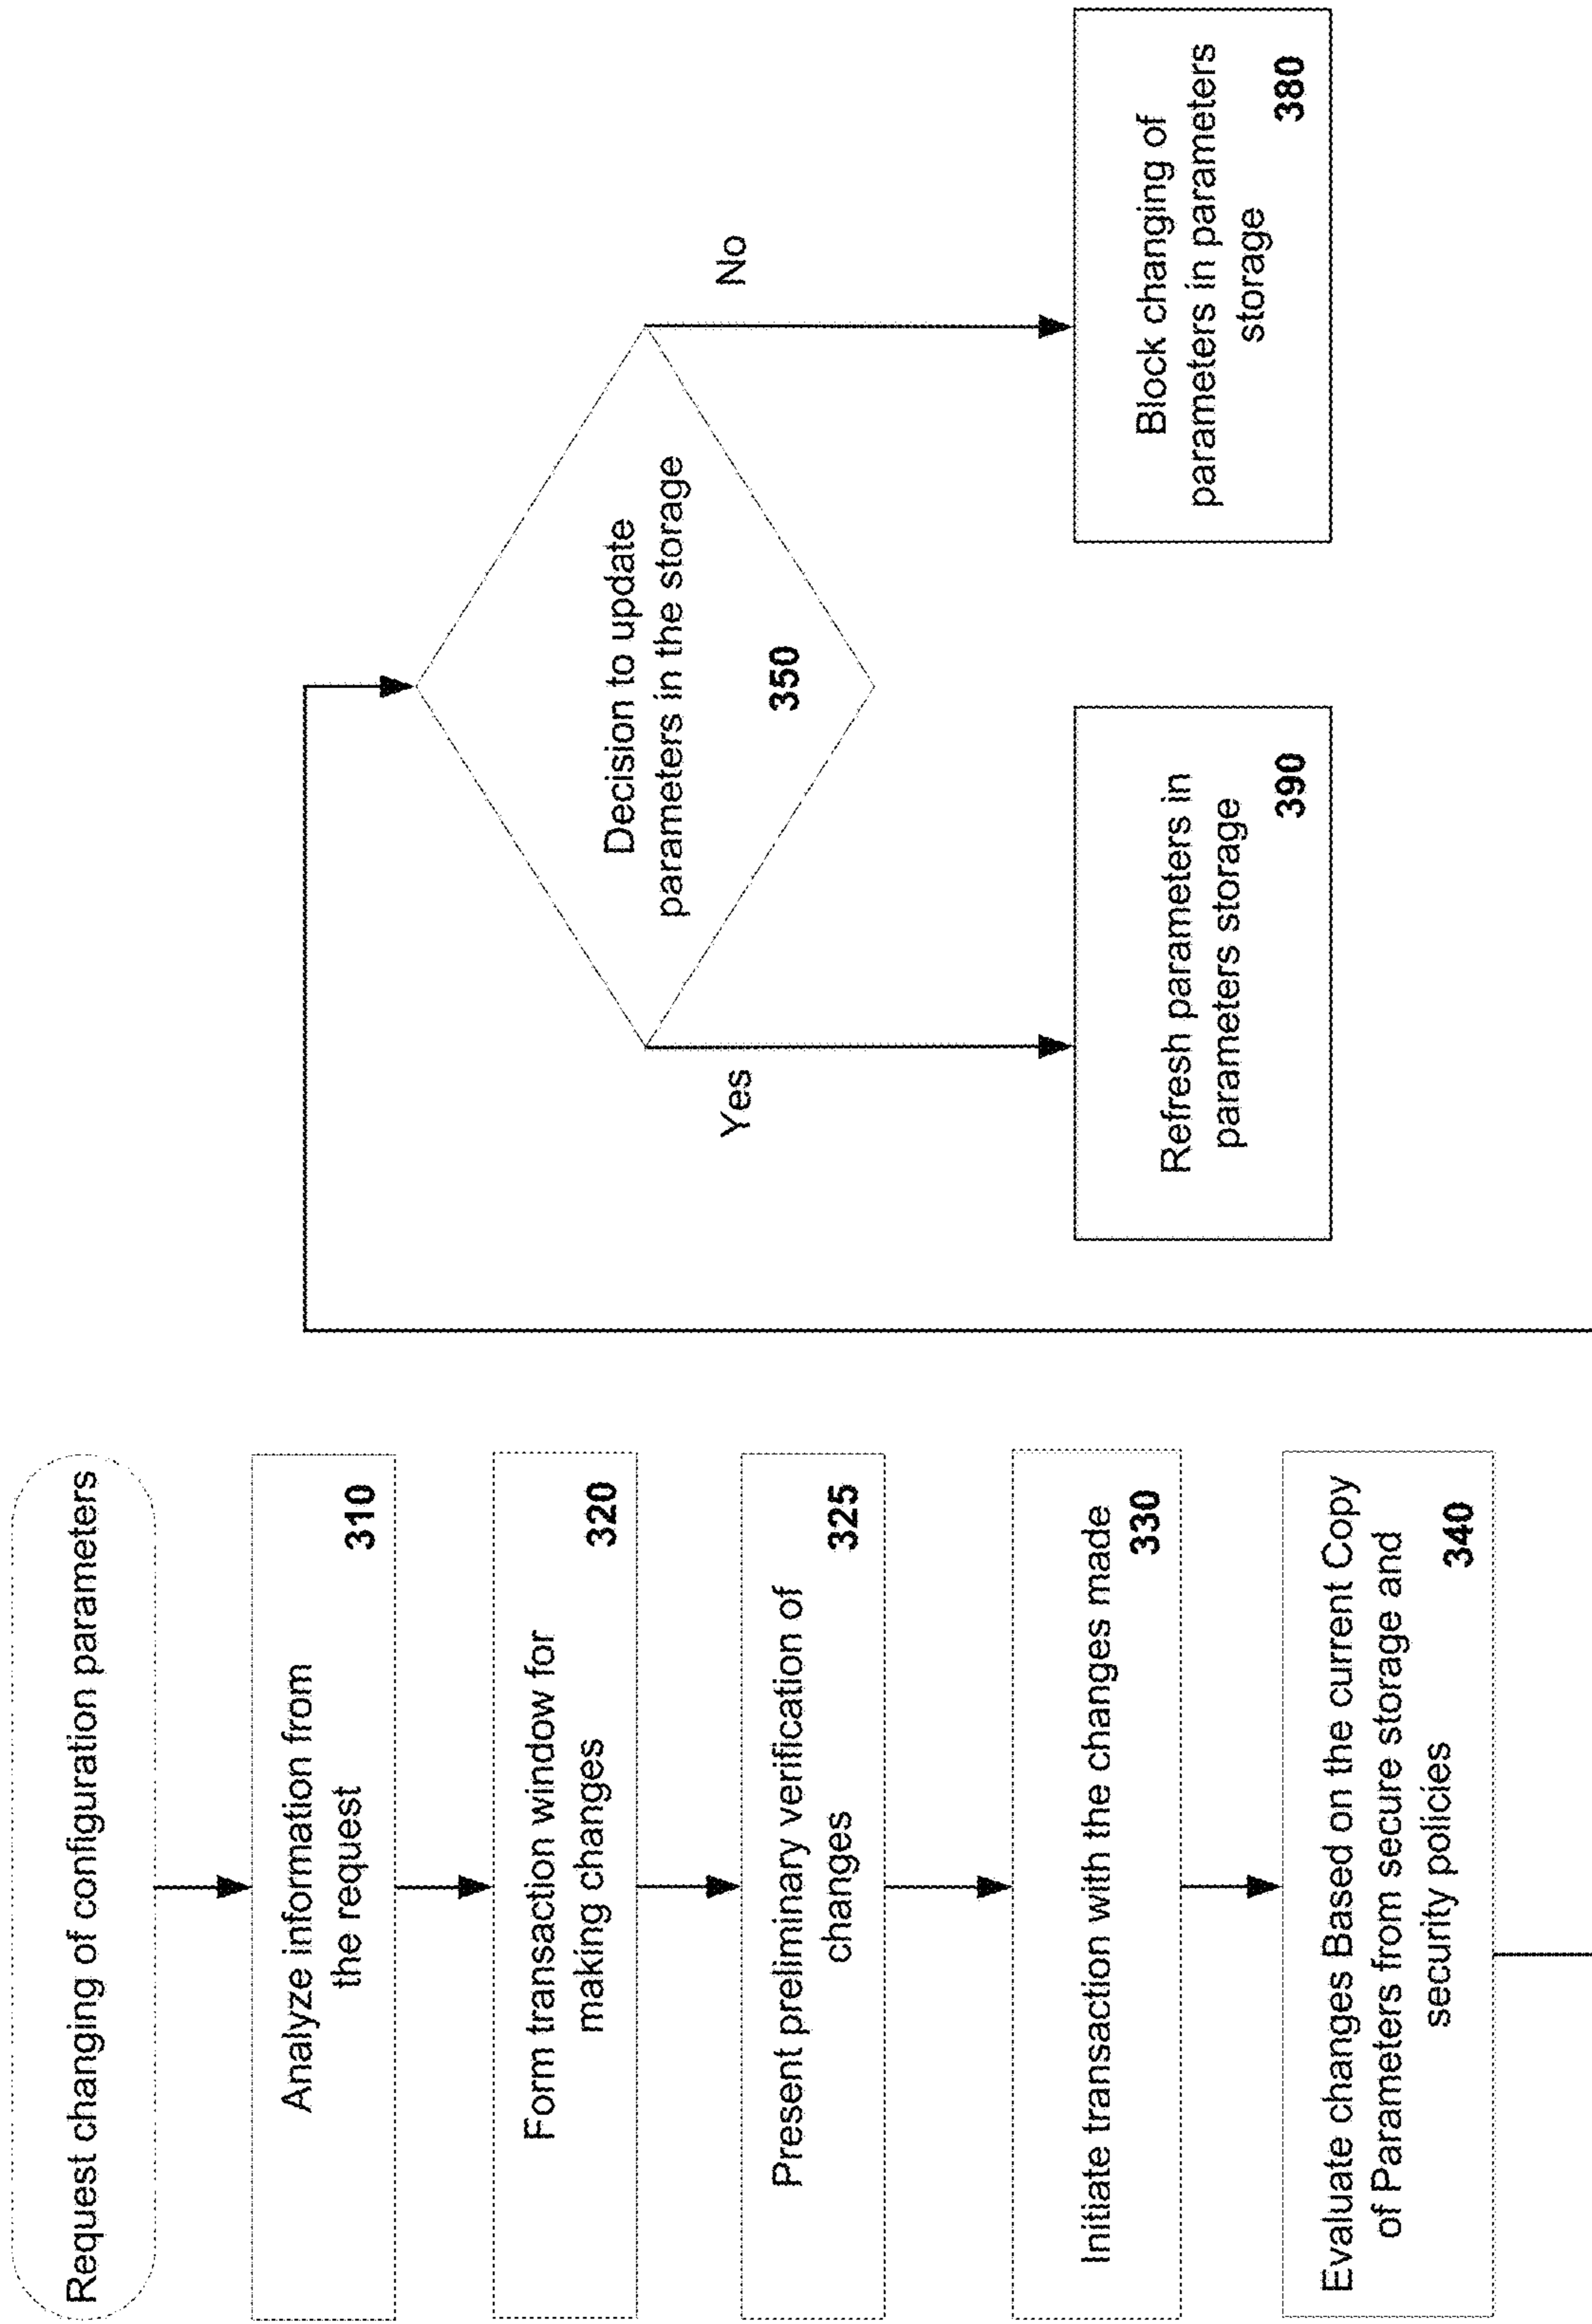 Request changing of configuration parameters
Analyze information from
the request
310
Form transaction window for
making changes
320
Present preliminary verification of
changes
325
Initiate transaction with the changes made
330
Evaluate changes Based on the current Copy
of Parameters from secure storage and
security policies
340
Decision to update
parameters in the storage
350
Yes
No
Refresh parameters in
parameters storage
390
Block changing of
parameters in parameters
storage
380